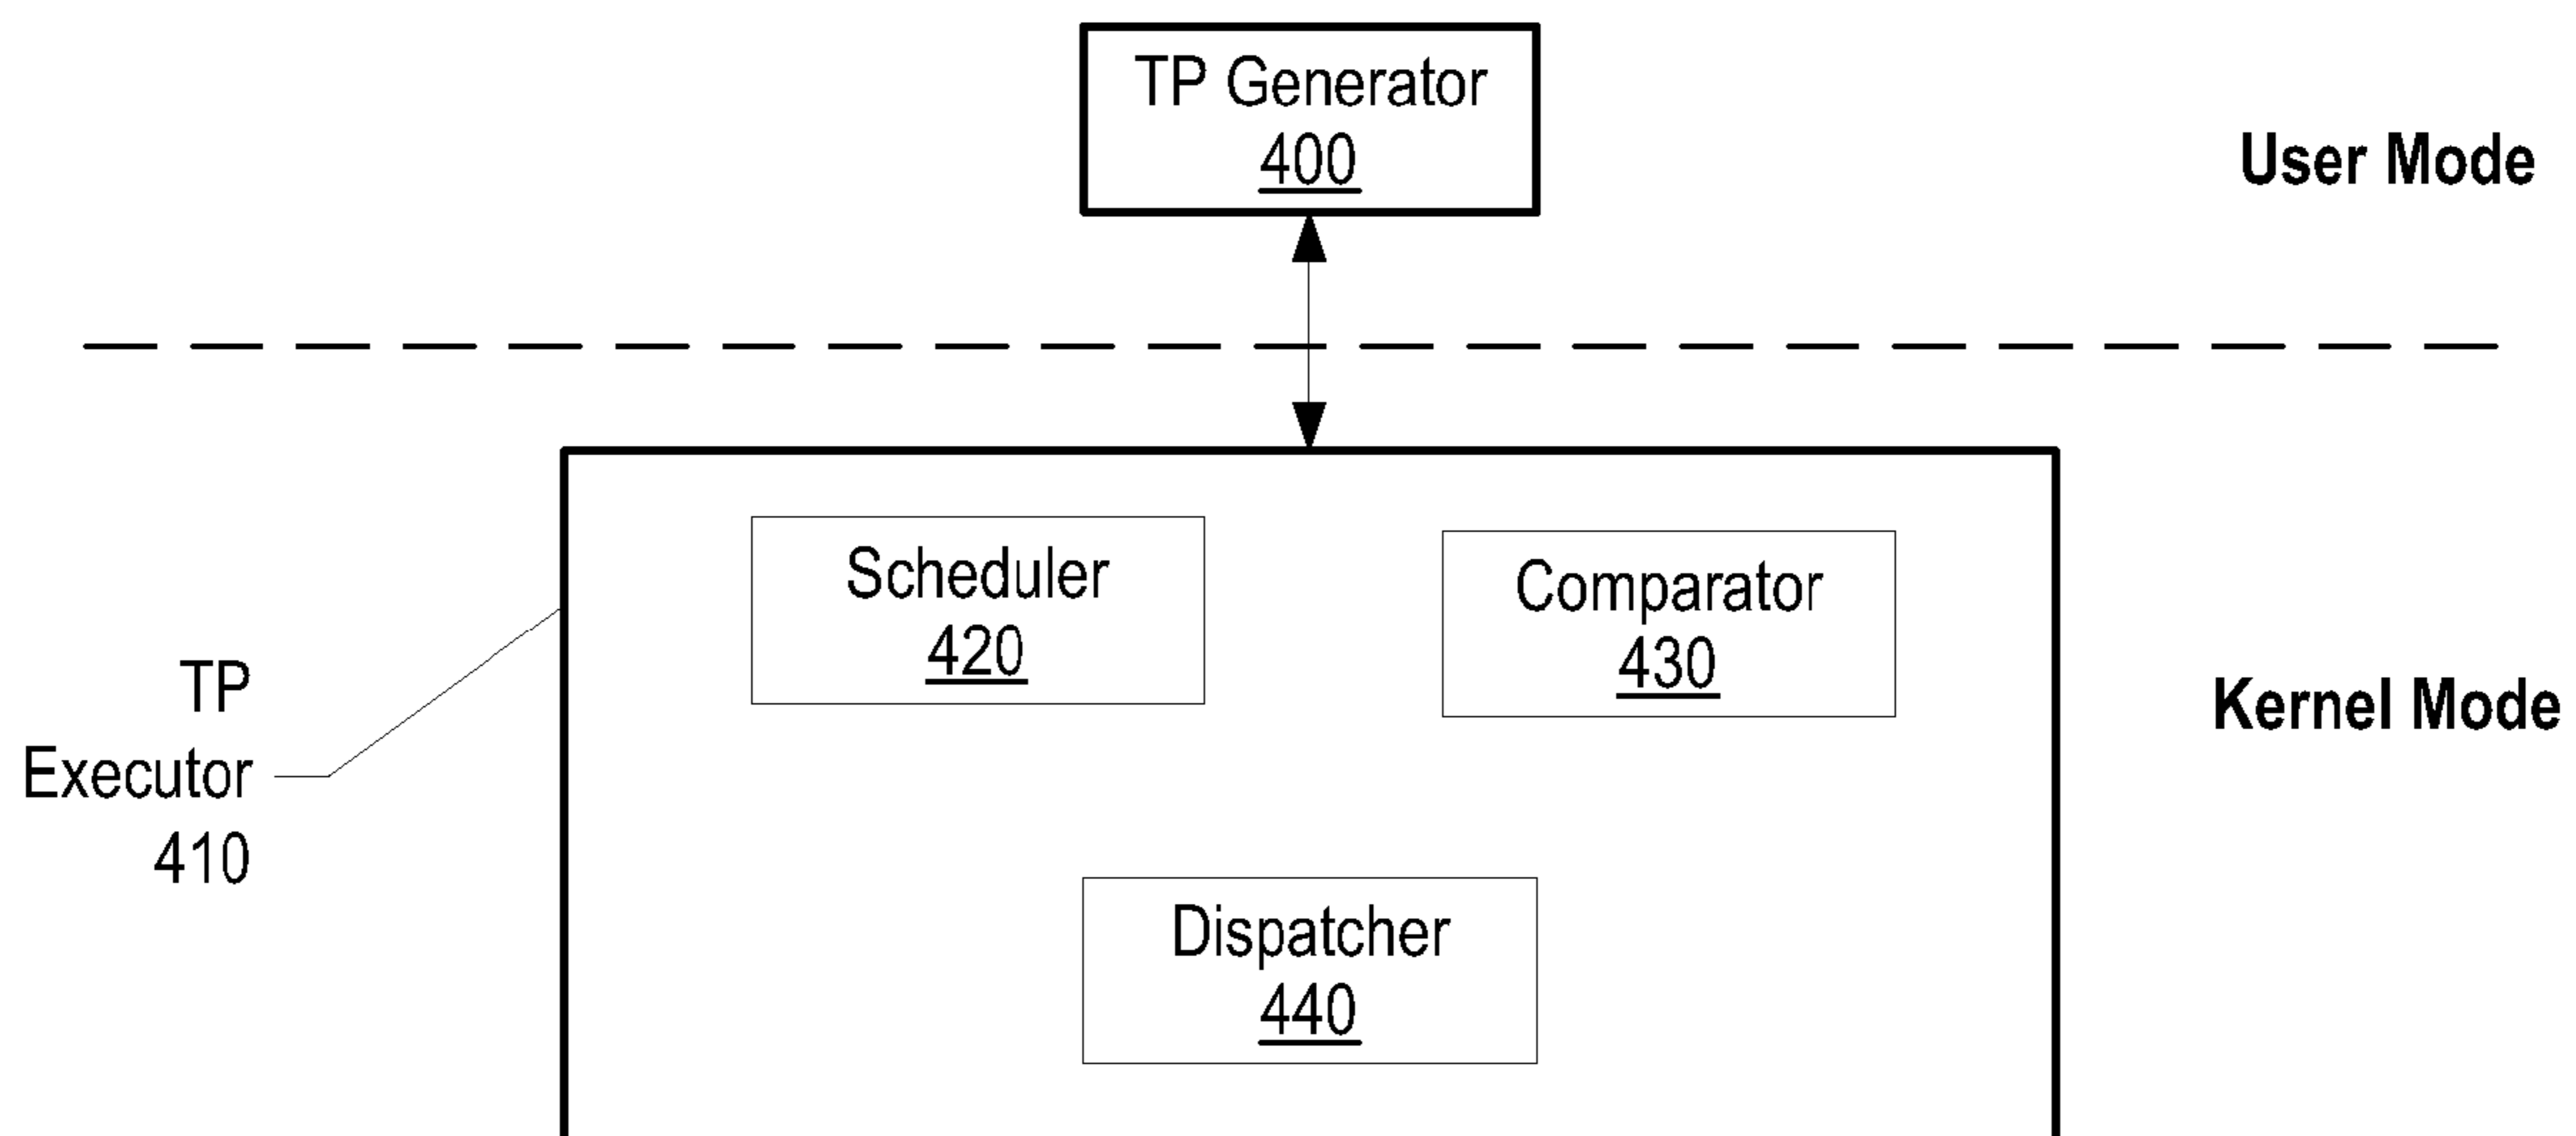 TP Generator
400
User Mode
Scheduler
420
Comparator
430
TP
Executor
410
Kernel Mode
Dispatcher
440